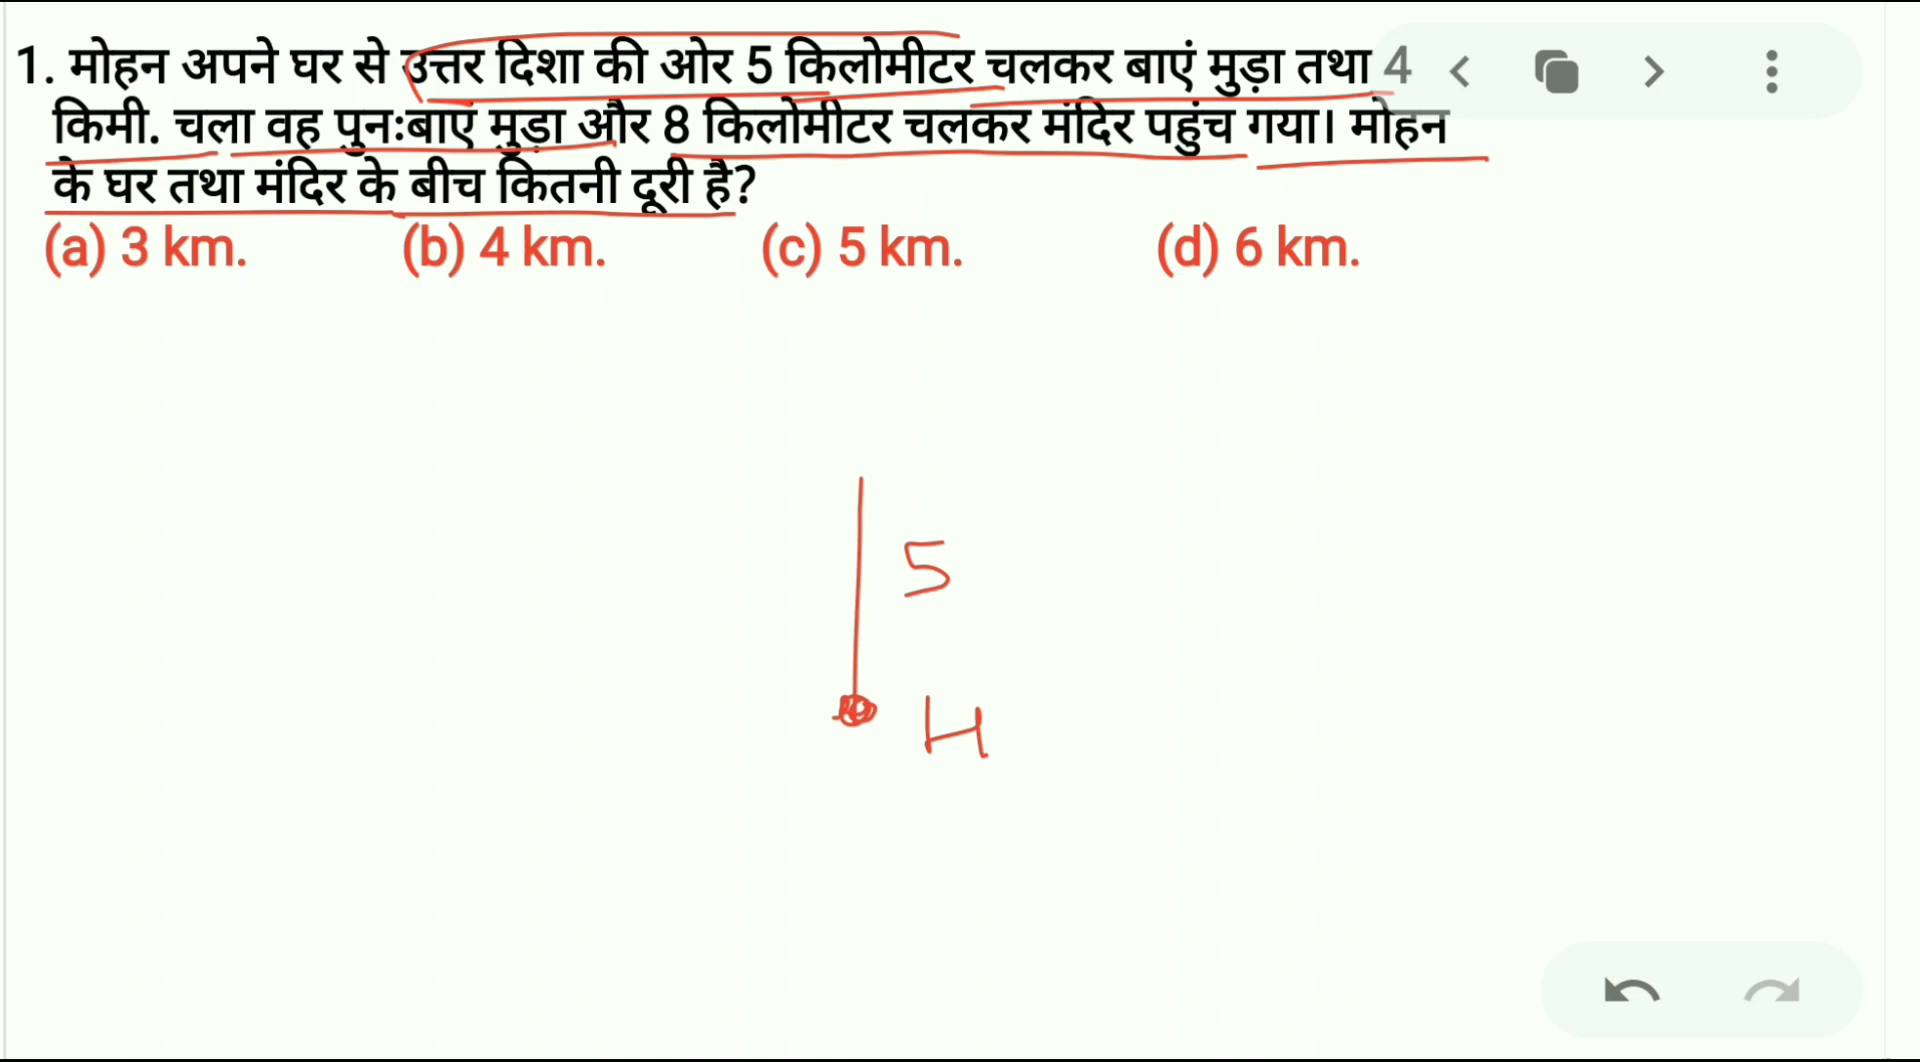 1. मोहन अपने घर से उत्तर दिशा की ओर 5 किलोमीटर चलकर बाएं मुड़ा तथा 4
किमी. चला वह पुनःबाएं मुड़ा और 8 किलोमीटर चलकर मंदिर पहुंच गया। मोहन
के घर तथा मंदिर के बीच कितनी दूरी है?
(a) 3 km. (b) 4 km. (c) 5 km. (d) 6 km.
5
H